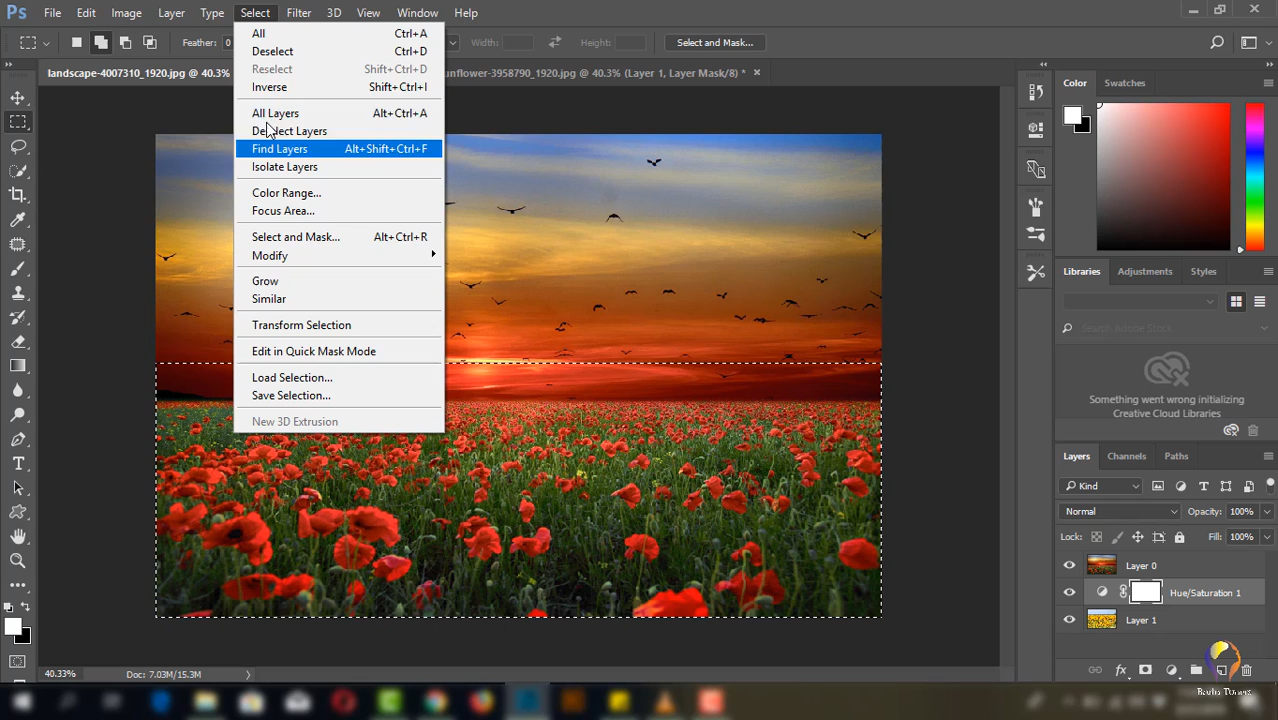 Ps File Edit Image Layer Type Select Filter 3D View Window Help
Feather: 0 Width: Height: Select and Mask...
landscape-4007310_1920.jpg @ 40.3% unflower-3958790_1920.jpg @ 40.3% (Layer 1, Layer Mask/8) *
All Ctrl+A
Deselect Ctrl+D
Reselect Shift+Ctrl+D
Inverse Shift+Ctrl+I
All Layers Alt+Ctrl+A
Deselect Layers
Find Layers Alt+Shift+Ctrl+F
Isolate Layers
Color Range...
Focus Area...
Select and Mask... Alt+Ctrl+R
Modify
Grow
Similar
Transform Selection
Edit in Quick Mask Mode
Load Selection...
Save Selection...
New 3D Extrusion
Color Swatches
Libraries Adjustments Styles
Search Adobe Stock
Something went wrong initializing
Creative Cloud Libraries
Layers Channels Paths
Kind
Normal Opacity: 100%
Lock: Fill: 100%
Layer 0
Hue/Saturation 1
Layer 1
40.33% Doc: 7.03M/15.3M